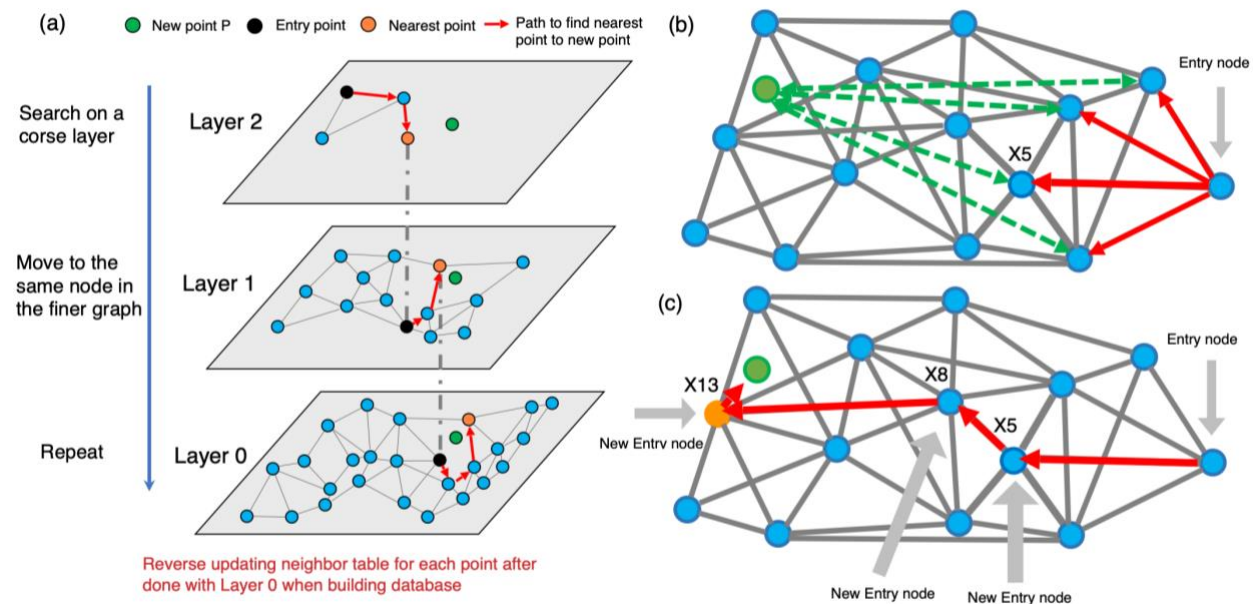 (a)
New point P
Entry point
Nearest point
Path to find nearest
point to new point
Search on a
corse layer
Layer 2
Move to the
same node in
the finer graph
Layer 1
Repeat
Layer 0
Reverse updating neighbor table for each point after
done with Layer 0 when building database
(b)
Entry node
X5
(c)
Entry node
X13
X8
X5
New Entry node
New Entry node
New Entry node